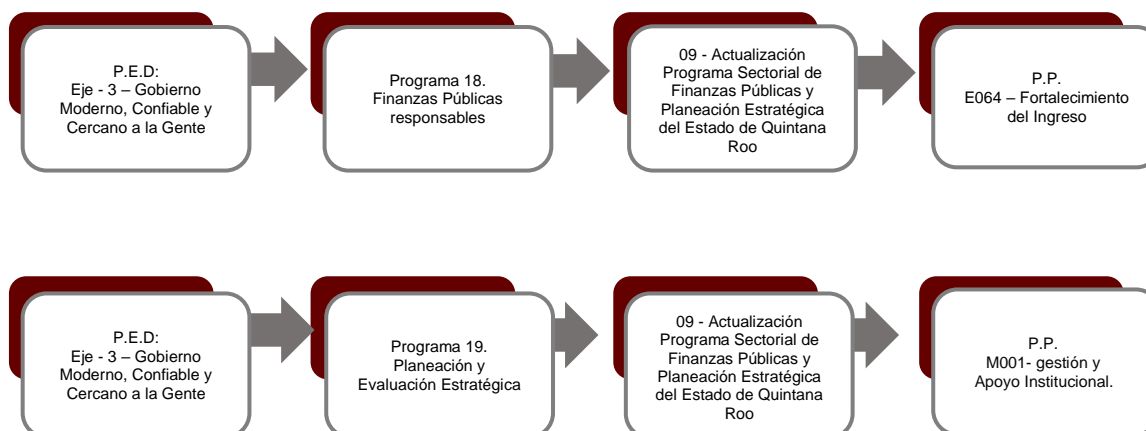 P.E.D:
Eje - 3 – Gobierno
Moderno, Confiable y
Cercano a la Gente
Programa 18.
Finanzas Públicas
responsables
09 - Actualización
Programa Sectorial de
Finanzas Públicas y
Planeación Estratégica
del Estado de Quintana
Roo
P.P.
E064 – Fortalecimiento
del Ingreso
P.E.D:
Eje - 3 – Gobierno
Moderno, Confiable y
Cercano a la Gente
Programa 19.
Planeación y
Evaluación Estratégica
09 - Actualización
Programa Sectorial de
Finanzas Públicas y
Planeación Estratégica
del Estado de Quintana
Roo
P.P.
M001- gestión y
Apoyo Institucional.